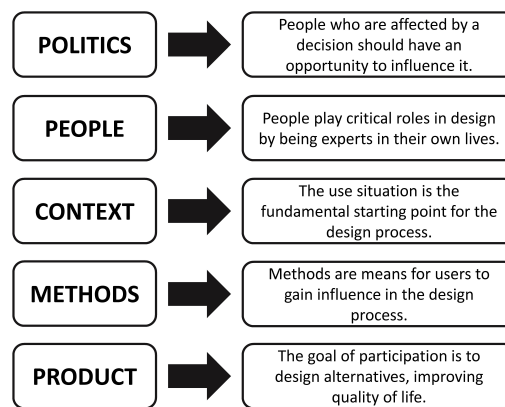 POLITICS
People who are affected by a
decision should have an
opportunity to influence it.
PEOPLE
People play critical roles in design
by being experts in their own lives.
CONTEXT
The use situation is the
fundamental starting point for the
design process.
METHODS
Methods are means for users to
gain influence in the design
process.
PRODUCT
The goal of participation is to
design alternatives, improving
quality of life.